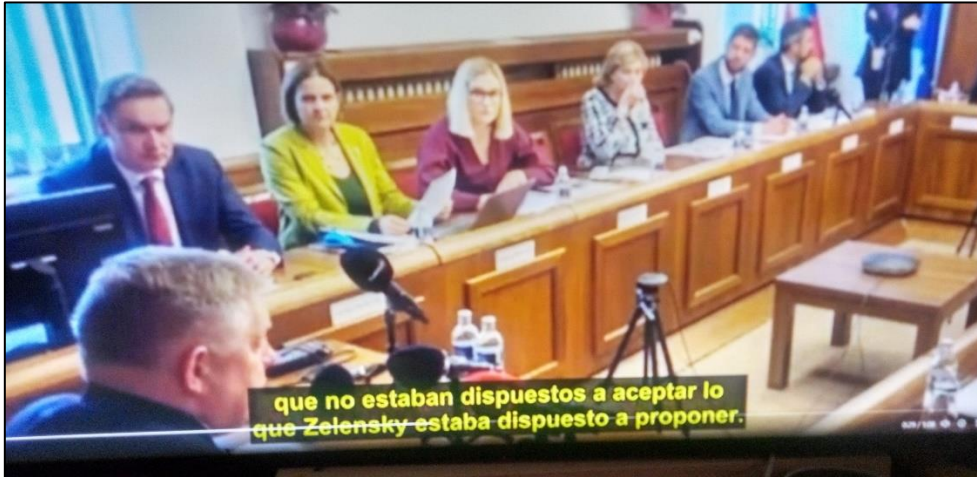 que no estaban dispuestos a aceptar lo
que Zelensky estaba dispuesto a proponer.